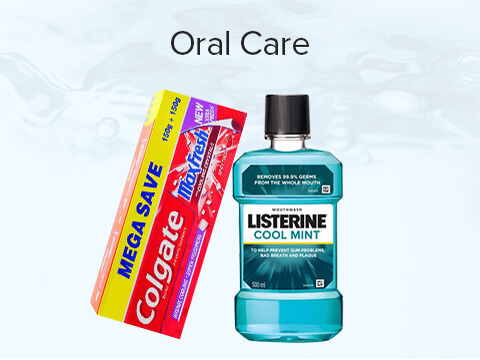 Oral Care
MEGA SAVE
150g + 150g
NEW
Colgate
MaxFresh
REMOVES 99.9% GERMS
FROM THE WHOLE MOUTH
MOUTHWASH
LISTERINE
COOL MINT
TO HELP PREVENT GUM PROBLEMS,
BAD BREATH AND PLAQUE
500 ml